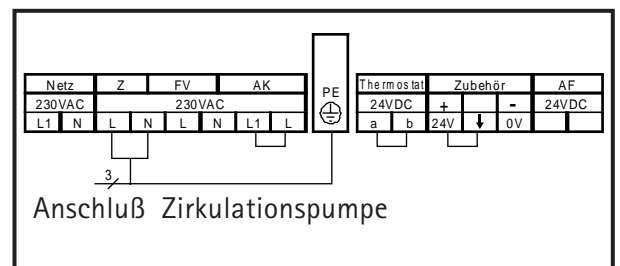 Netz Z FV AK PE Thermostat Zubehör AF
230VAC 230VAC 24VDC + - 24VDC
L1 N L N L N L1 L a b 24V ↓ 0V
3
Anschluß Zirkulationspumpe